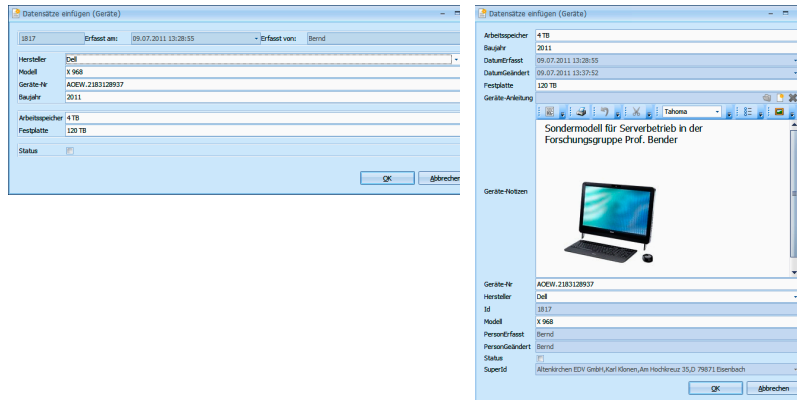 Datensätze einfügen (Geräte)
1817 Erfasst am: 09.07.2011 13:28:55 Erfasst von: Bernd
Hersteller Dell
Modell X 968
Geräte-Nr AOEW.2183128937
Baujahr 2011
Arbeitsspeicher 4 TB
Festplatte 120 TB
Status
OK Abbrechen
Datensätze einfügen (Geräte)
Arbeitsspeicher 4 TB
Baujahr 2011
DatumErfasst 09.07.2011 13:28:55
DatumGeändert 09.07.2011 13:37:52
Festplatte 120 TB
Geräte-Anleitung
Tahoma
Sondermodell für Serverbetrieb in der
Forschungsgruppe Prof. Bender
Geräte-Notizen
Geräte-Nr AOEW.2183128937
Hersteller Dell
Id 1817
Modell X 968
PersonErfasst Bernd
PersonGeändert Bernd
Status
SuperId Altenkirchen EDV GmbH,Karl Klonen,Am Hochkreuz 35,D 79871 Eisenbach
OK Abbrechen